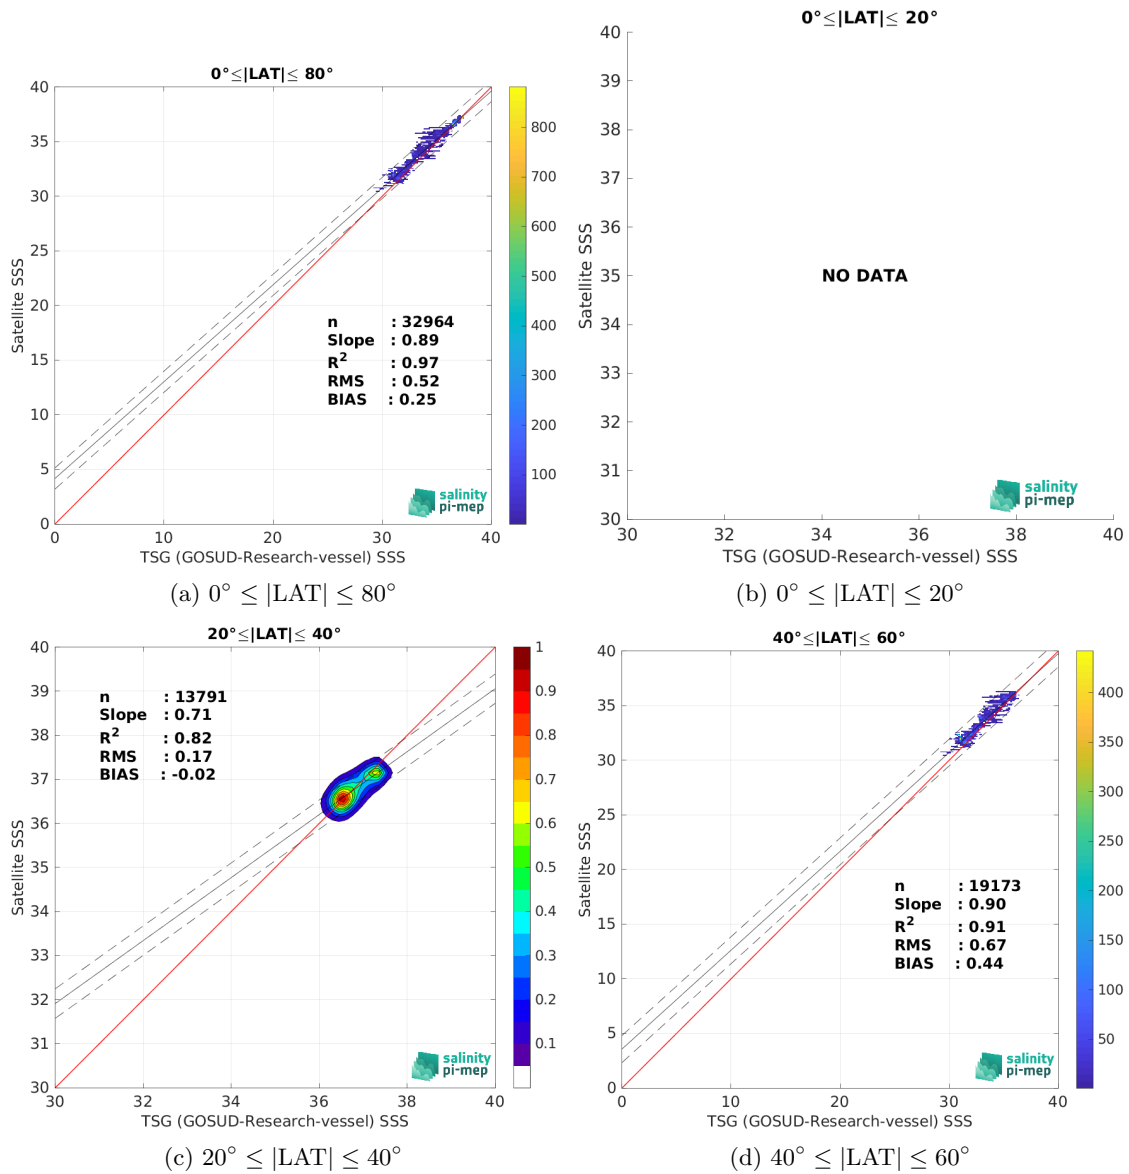 0°≤|LAT|≤ 80°
40
35
30
25
20
15
10
5
0
0
10
20
30
40
Satellite SSS
TSG (GOSUD-Research-vessel) SSS
n : 32964
Slope : 0.89
R2 : 0.97
RMS : 0.52
BIAS : 0.25
salinity
pi-mep
800
700
600
500
400
300
200
100
(a) 0° ≤ |LAT| ≤ 80°
0°≤|LAT|≤ 20°
40
39
38
37
36
35
34
33
32
31
30
30
32
34
36
38
40
Satellite SSS
TSG (GOSUD-Research-vessel) SSS
NO DATA
salinity
pi-mep
(b) 0° ≤ |LAT| ≤ 20°
20°≤|LAT|≤ 40°
40
39
38
37
36
35
34
33
32
31
30
30
32
34
36
38
40
Satellite SSS
TSG (GOSUD-Research-vessel) SSS
n : 13791
Slope : 0.71
R2 : 0.82
RMS : 0.17
BIAS : -0.02
salinity
pi-mep
1
0.9
0.8
0.7
0.6
0.5
0.4
0.3
0.2
0.1
(c) 20° ≤ |LAT| ≤ 40°
40°≤|LAT|≤ 60°
40
35
30
25
20
15
10
5
0
0
10
20
30
40
Satellite SSS
TSG (GOSUD-Research-vessel) SSS
n : 19173
Slope : 0.90
R2 : 0.91
RMS : 0.67
BIAS : 0.44
salinity
pi-mep
400
350
300
250
200
150
100
50
(d) 40° ≤ |LAT| ≤ 60°